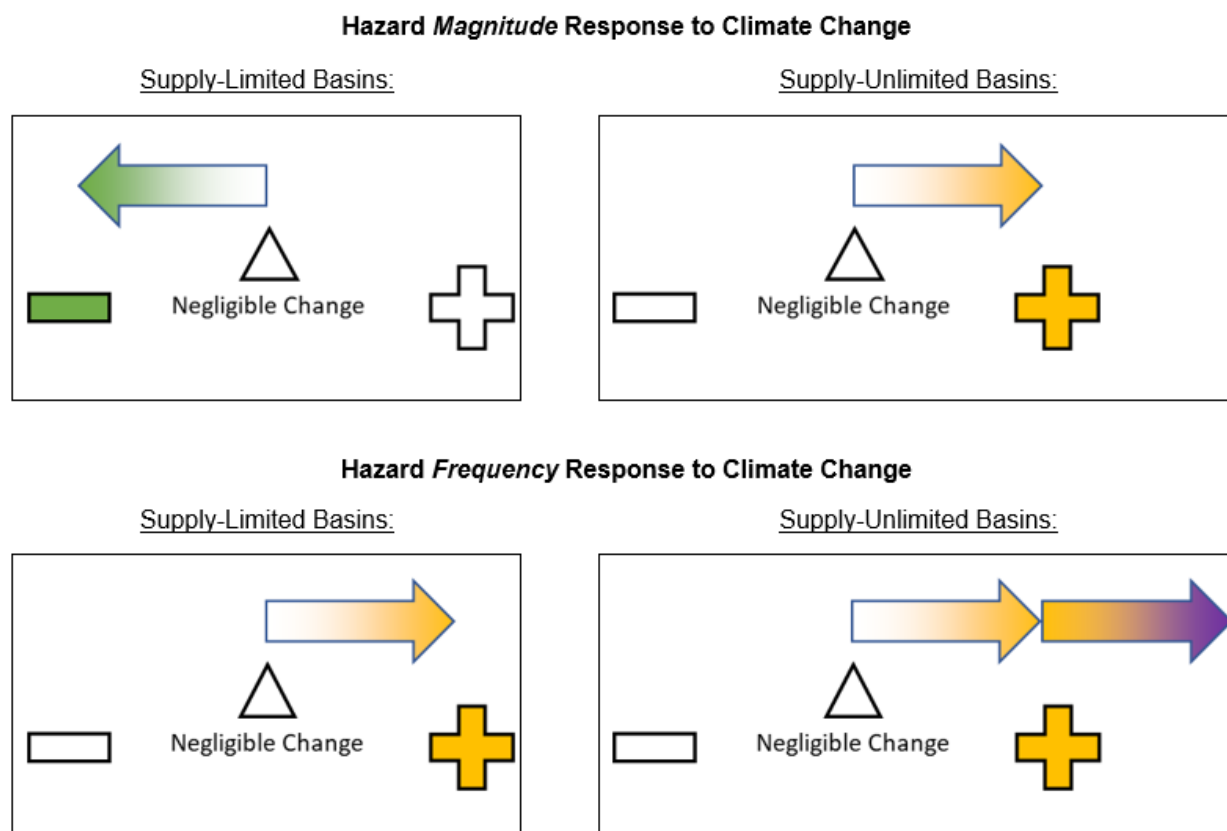 Hazard Magnitude Response to Climate Change
Supply-Limited Basins:
Supply-Unlimited Basins:
Negligible Change
Negligible Change
Hazard Frequency Response to Climate Change
Supply-Limited Basins:
Supply-Unlimited Basins:
Negligible Change
Negligible Change